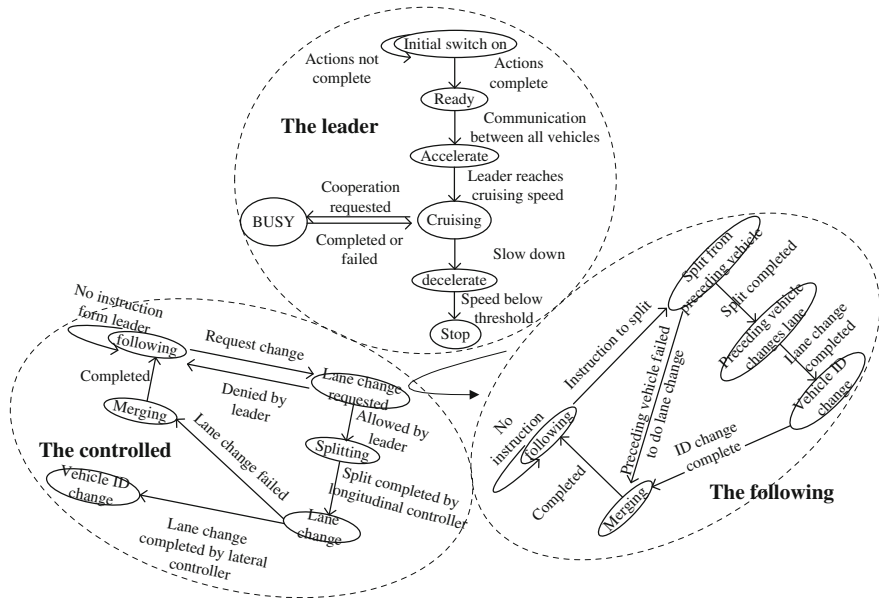 Initial switch on
Actions not
complete
Actions
complete
Ready
The leader
Communication
between all vehicles
Accelerate
Leader reaches
cruising speed
Cooperation
requested
BUSY
Cruising
Completed or
failed
Slow down
decelerate
Speed below
threshold
Stop
No instruction
form leader
following
Request change
Lane change
requested
Denied by
leader
Completed
Merging
Allowed by
leader
Splitting
The controlled
Lane change failed
Split completed by
longitudinal controller
Vehicle ID
change
Lane
change
Lane change
completed by lateral
controller
Split from
preceding vehicle
Split completed
Preceding vehicle
changes lane
Lane change
completed
Vehicle ID
change
Instruction to split
Preceding vehicle failed
to do lane change
No
instruction
following
ID change
complete
Completed
Merging
The following